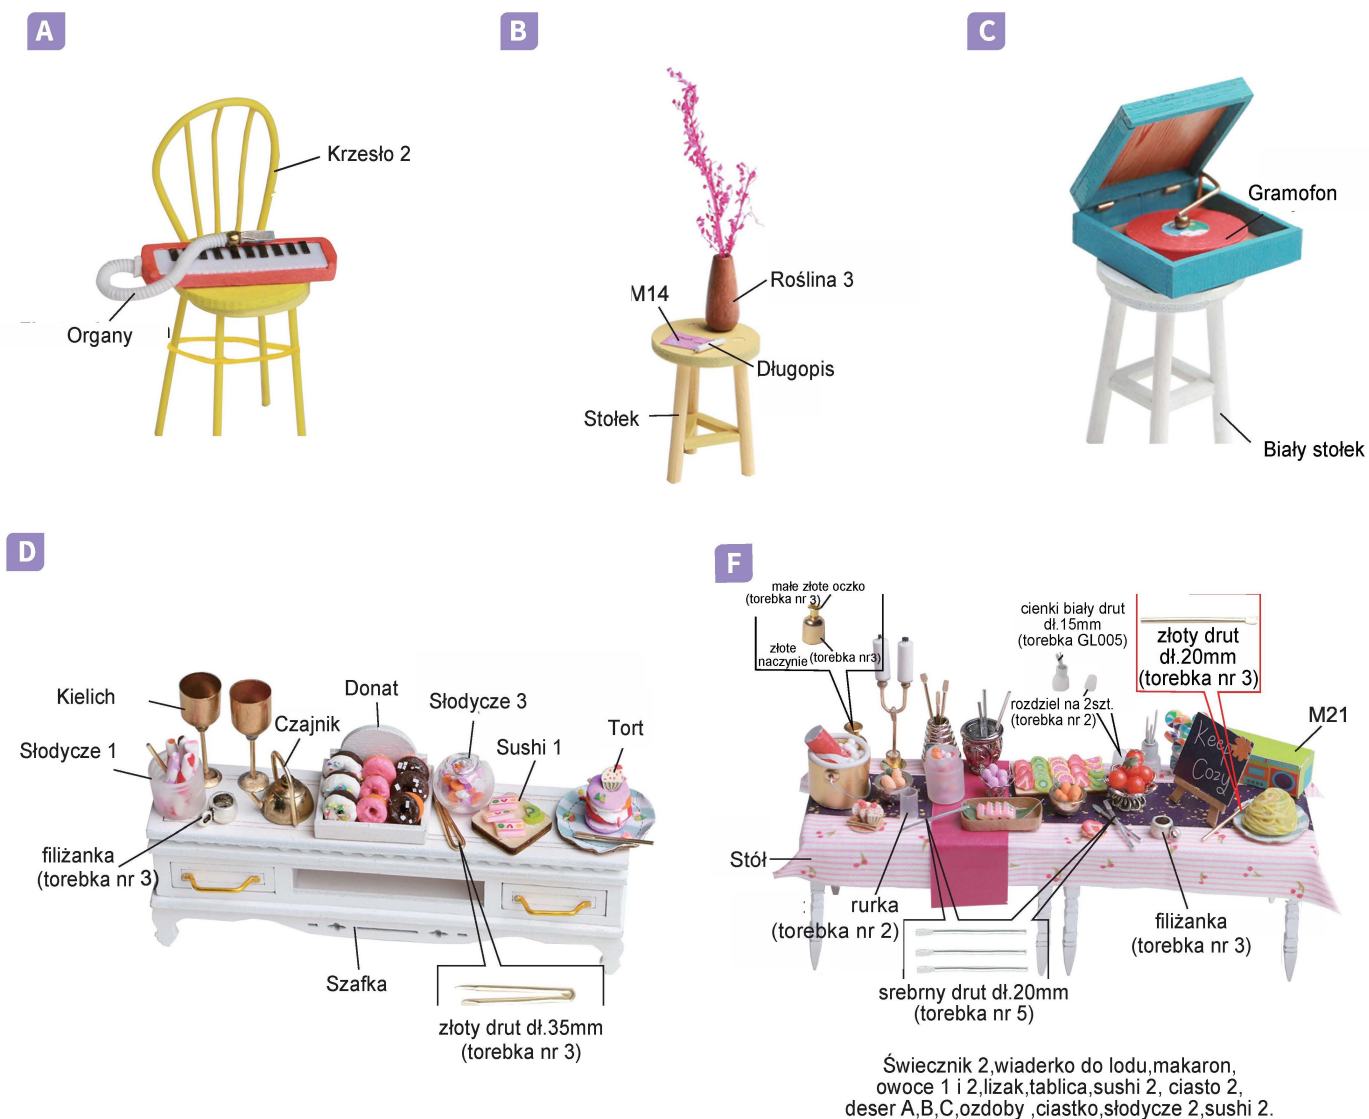 A
B
C
Krzesło 2
Organy
M14
Roślina 3
Długopis
Stołek
Gramofon
Biały stołek
D
Kielich
Słodycze 1
Czajnik
Donat
Słodycze 3
Sushi 1
Tort
filiżanka
(torebka nr 3)
Szafka
złoty drut dł.35mm
(torebka nr 3)
F
małe złote oczko
(torebka nr 3)
złote
naczynie
(torebka nr3)
cienki biały drut
dł.15mm
(torebka GL005)
rozdziel na 2szt.
(torebka nr 2)
złoty drut
dł.20mm
(torebka nr 3)
M21
Keep
Cozy
Stół
rurka
(torebka nr 2)
filiżanka
(torebka nr 3)
srebrny drut dł.20mm
(torebka nr 5)
Świecznik 2,wiaderko do lodu,makaron,
owoce 1 i 2,lizak,tablica,sushi 2, ciasto 2,
deser A,B,C,ozdoby ,ciastko,słodycze 2,sushi 2.